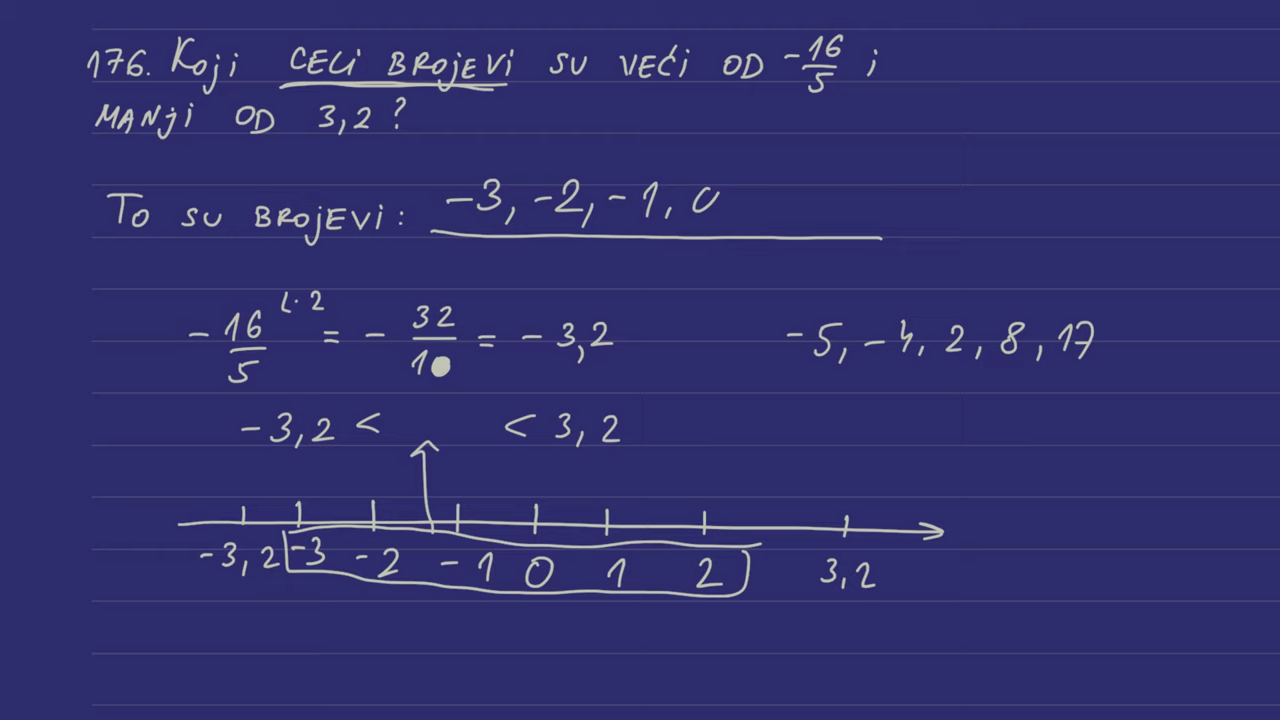 176. Koji CELI BROJEVI SU VEĆI OD -16/5 i
MANJI OD 3,2?
To SU BROJEVI: -3, -2, -1, 0
-16/5 L·2 = - 32/10 = -3,2
-5, -4, 2, 8, 17
-3,2 < < 3,2
-3,2 -3 -2 -1 0 1 2 3,2